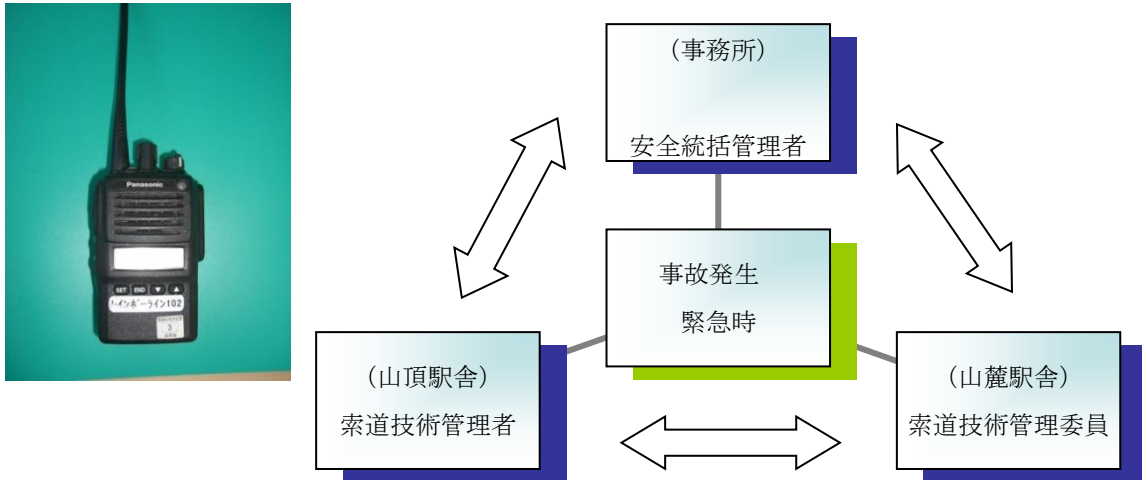 Panasonic
SET END ▼ ▲
レインボーライン102
3
(事務所)
安全統括管理者
事故発生
緊急時
(山頂駅舎)
索道技術管理者
(山麓駅舎)
索道技術管理委員